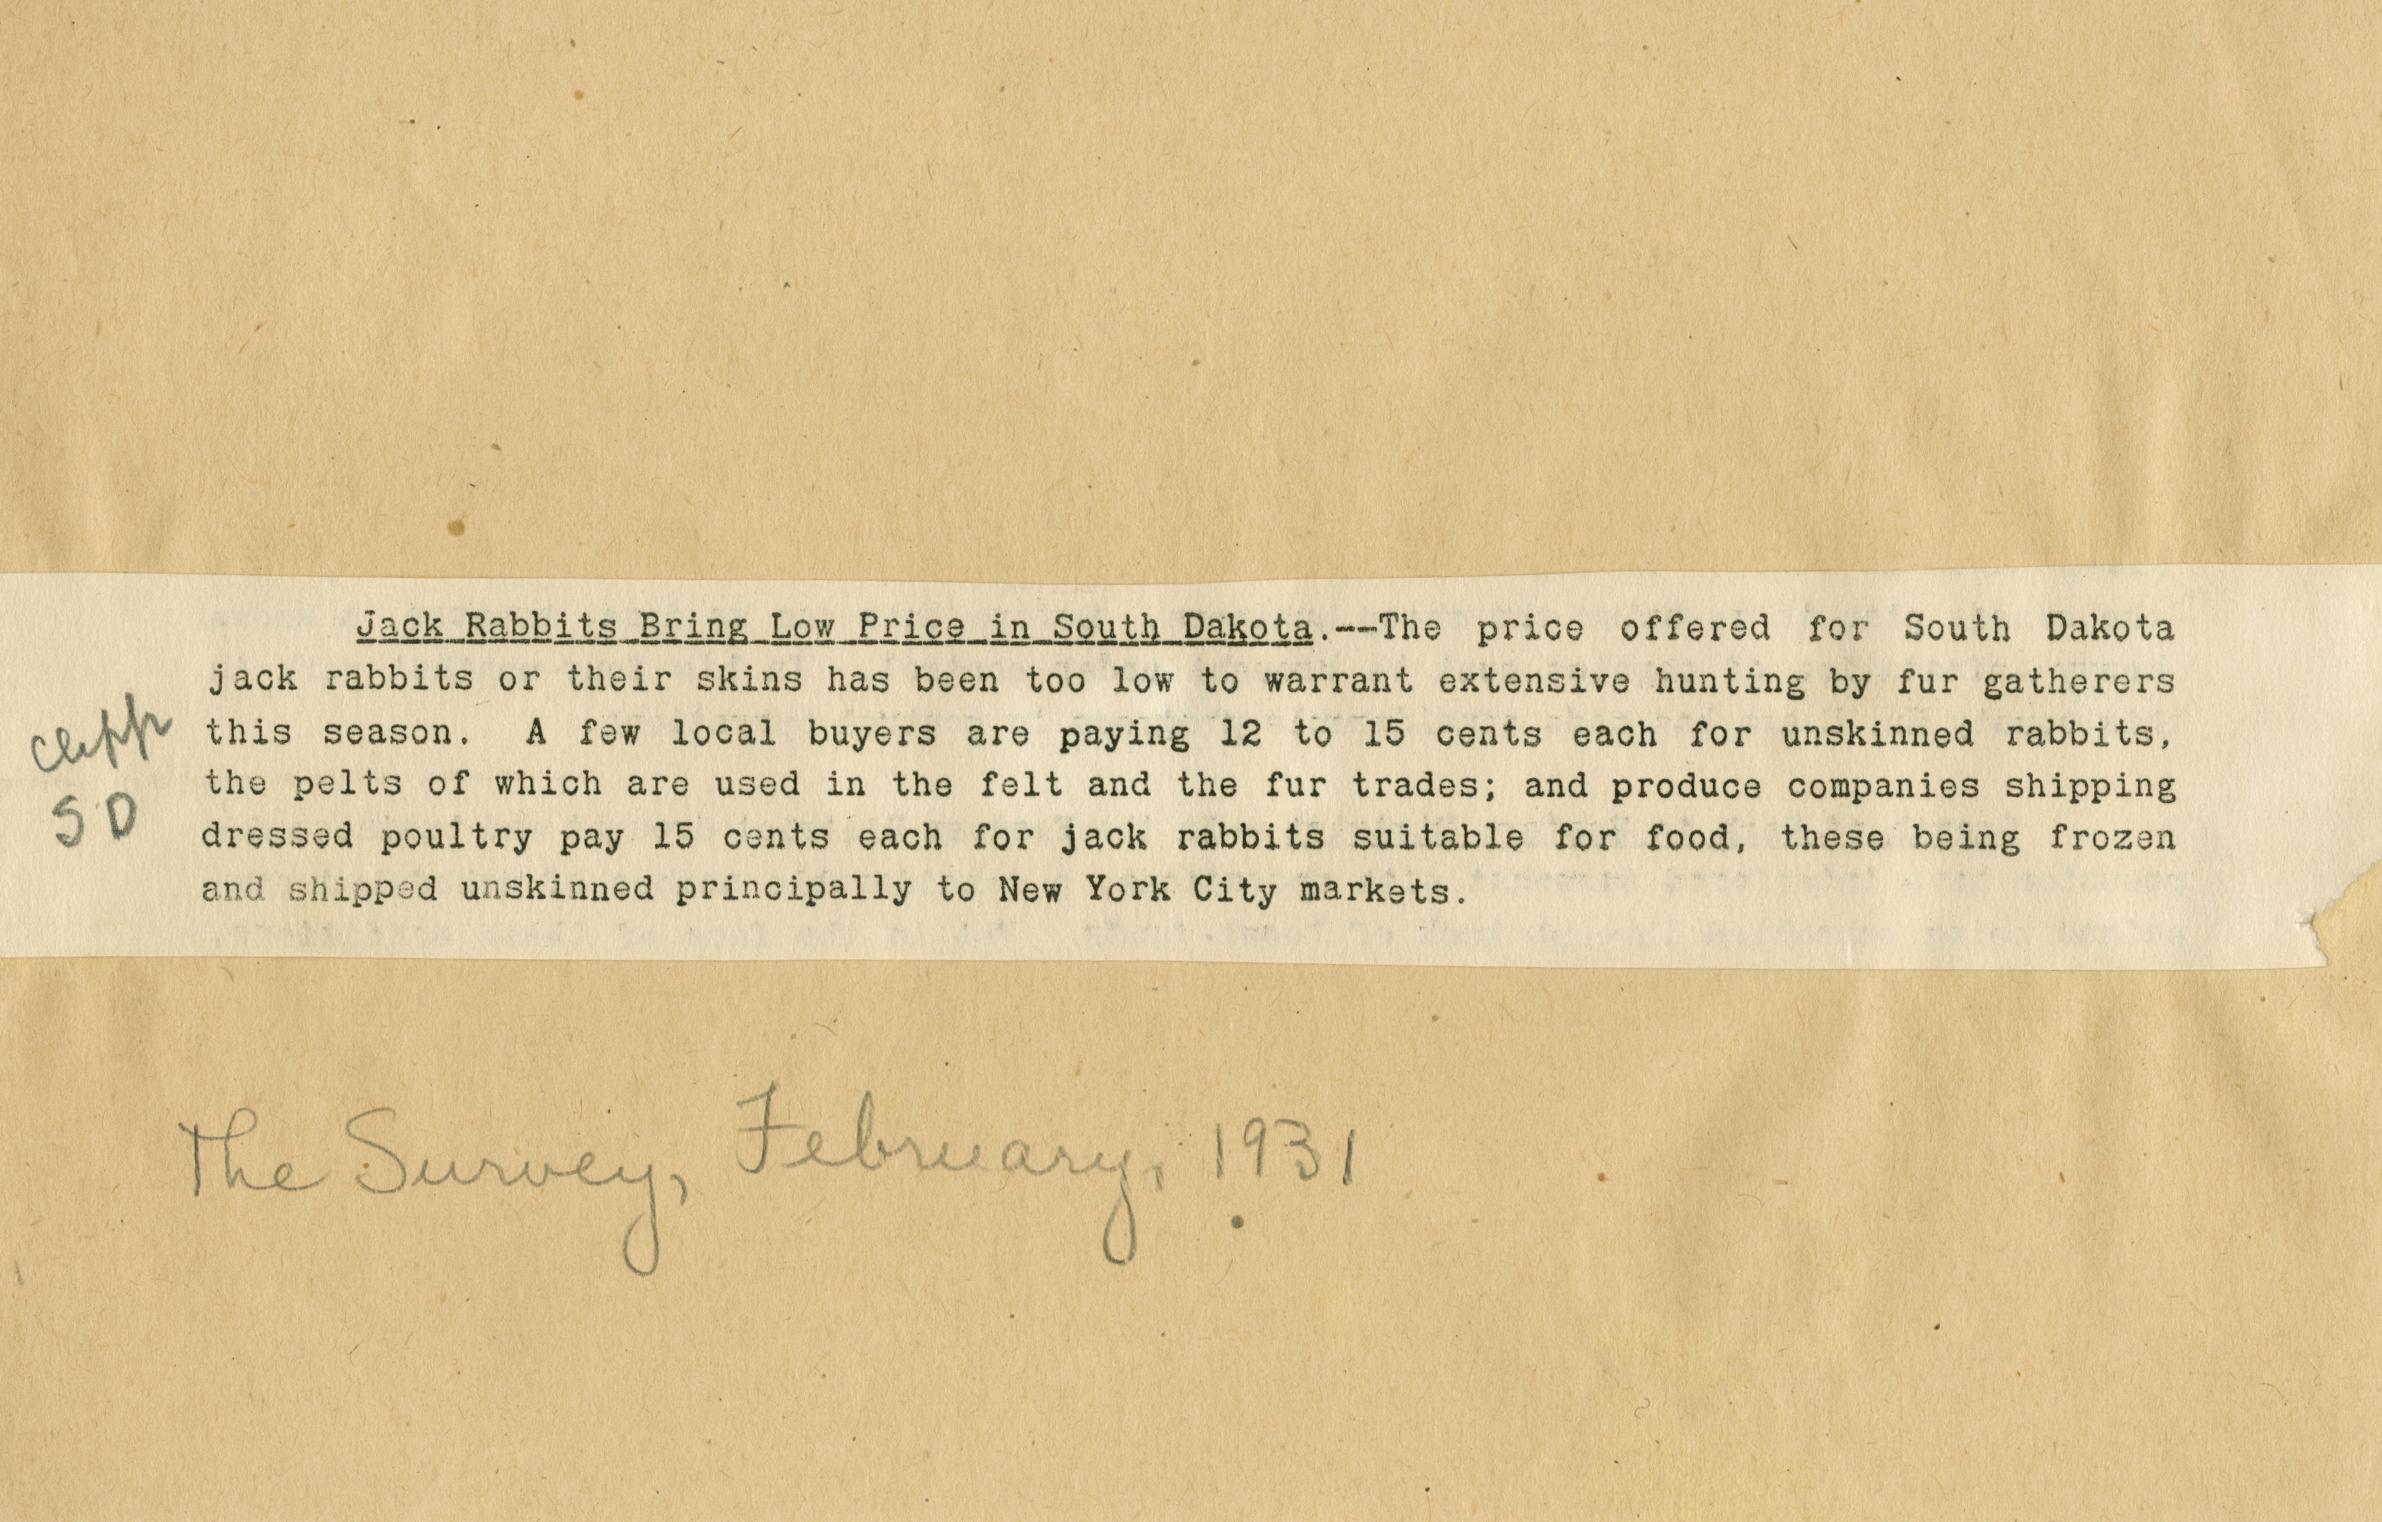 Jack Rabbits Bring Low Price in South Dakota.--The price offered for South Dakota
jack rabbits or their skins has been too low to warrant extensive hunting by fur gatherers
this season. A few local buyers are paying 12 to 15 cents each for unskinned rabbits,
the pelts of which are used in the felt and the fur trades; and produce companies shipping
dressed poultry pay 15 cents each for jack rabbits suitable for food, these being frozen
and shipped unskinned principally to New York City markets.
S D
The Survey, February, 1931